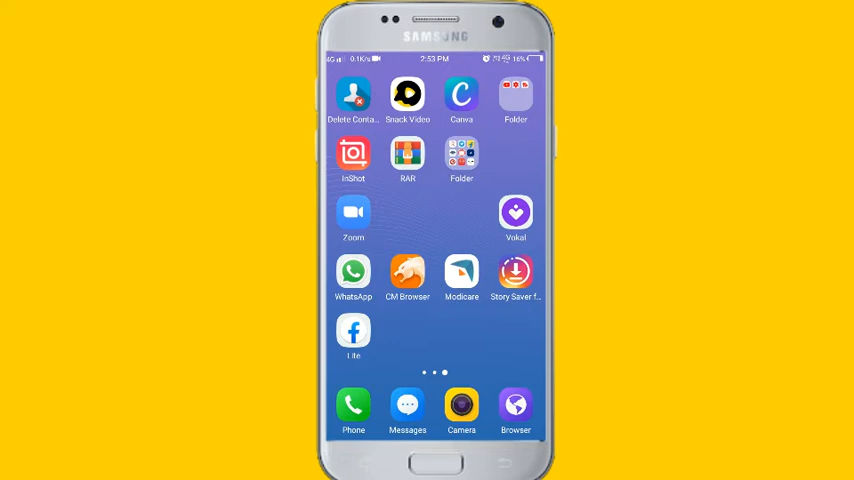 SAMSUNG
4G 0.1K/s 2:53 PM 4G 16%
Delete Conta... Snack Video Canva Folder
InShot RAR Folder
Zoom Vokal
WhatsApp CM Browser Modicare Story Saver f...
Lite
Phone Messages Camera Browser